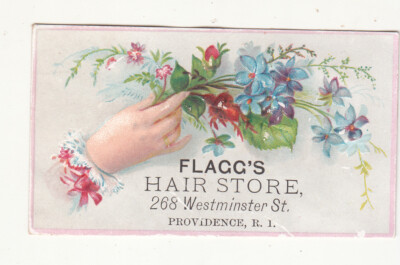 FLAGG'S
HAIR STORE,
268 Westminster St.
PROVIDENCE, R. I.